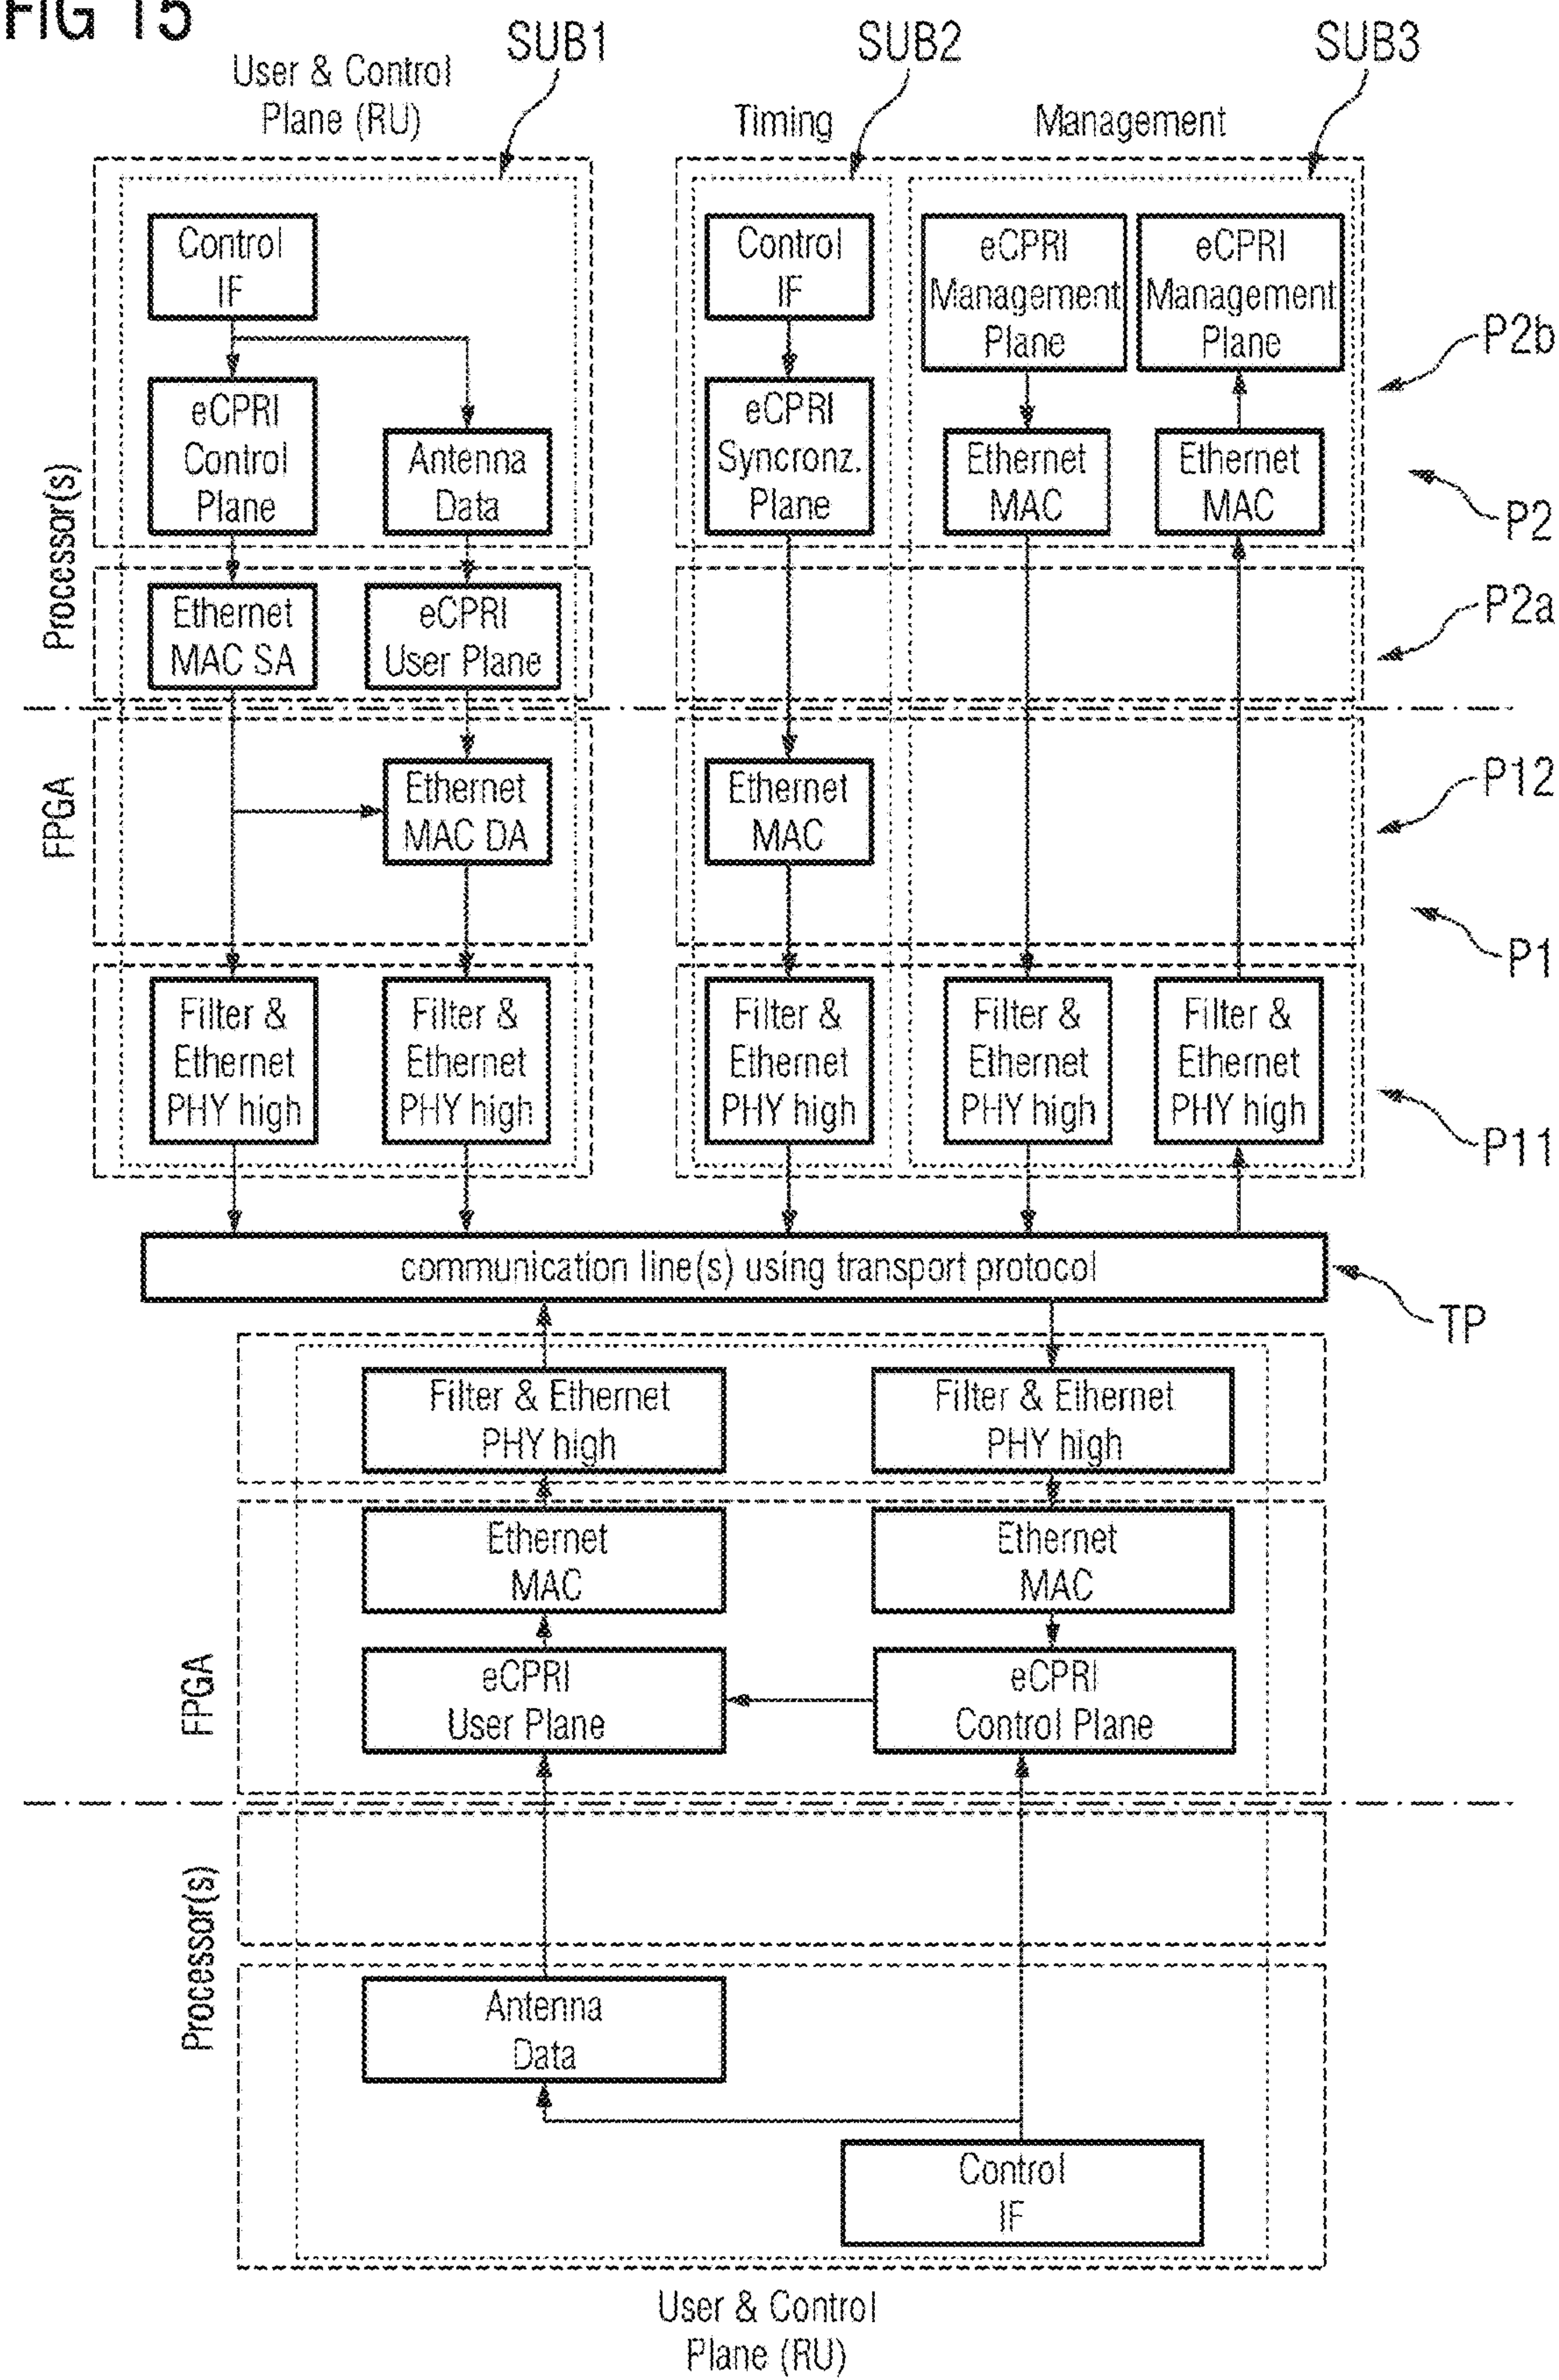 FIG 15
SUB1
SUB2
SUB3
User & Control
Plane (RU)
Timing
Management
Control
IF
Control
IF
eCPRI
Management
Plane
eCPRI
Management
Plane
P2b
eCPRI
Control
Plane
Antenna
Data
eCPRI
Syncronz.
Plane
Ethernet
MAC
Ethernet
MAC
P2
Processor(s)
Ethernet
MAC SA
eCPRI
User Plane
P2a
FPGA
Ethernet
MAC DA
Ethernet
MAC
P12
P1
Filter &
Ethernet
PHY high
Filter &
Ethernet
PHY high
Filter &
Ethernet
PHY high
Filter &
Ethernet
PHY high
Filter &
Ethernet
PHY high
P11
communication line(s) using transport protocol
TP
Filter & Ethernet
PHY high
Filter & Ethernet
PHY high
Ethernet
MAC
Ethernet
MAC
FPGA
eCPRI
User Plane
eCPRI
Control Plane
Processor(s)
Antenna
Data
Control
IF
User & Control
Plane (RU)